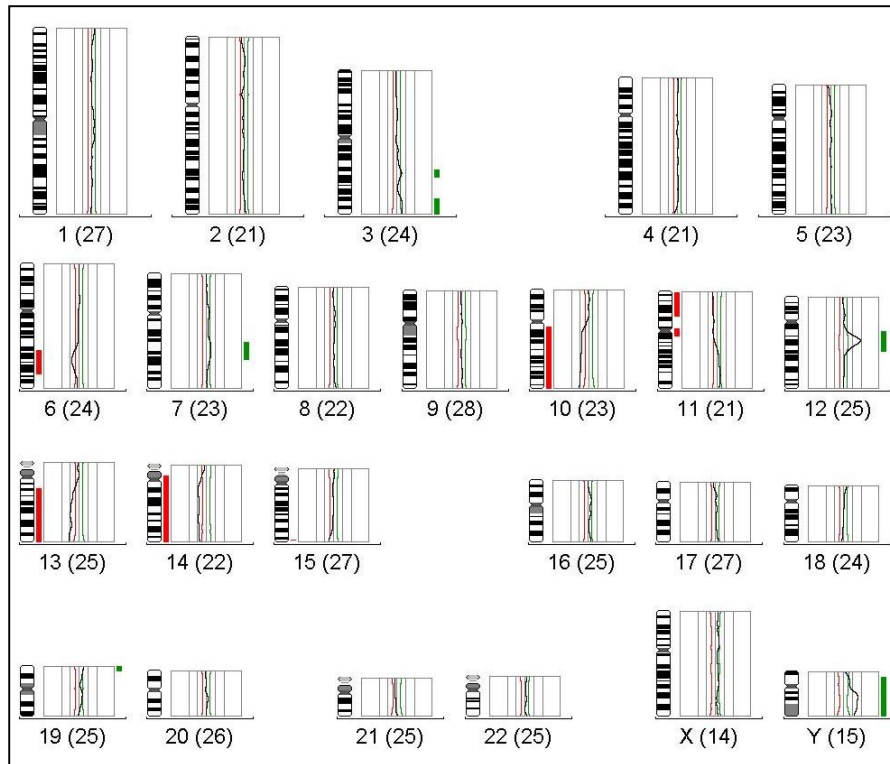 1 (27) 2 (21) 3 (24) 4 (21) 5 (23)
6 (24) 7 (23) 8 (22) 9 (28) 10 (23) 11 (21) 12 (25)
13 (25) 14 (22) 15 (27) 16 (25) 17 (27) 18 (24)
19 (25) 20 (26) 21 (25) 22 (25) X (14) Y (15)